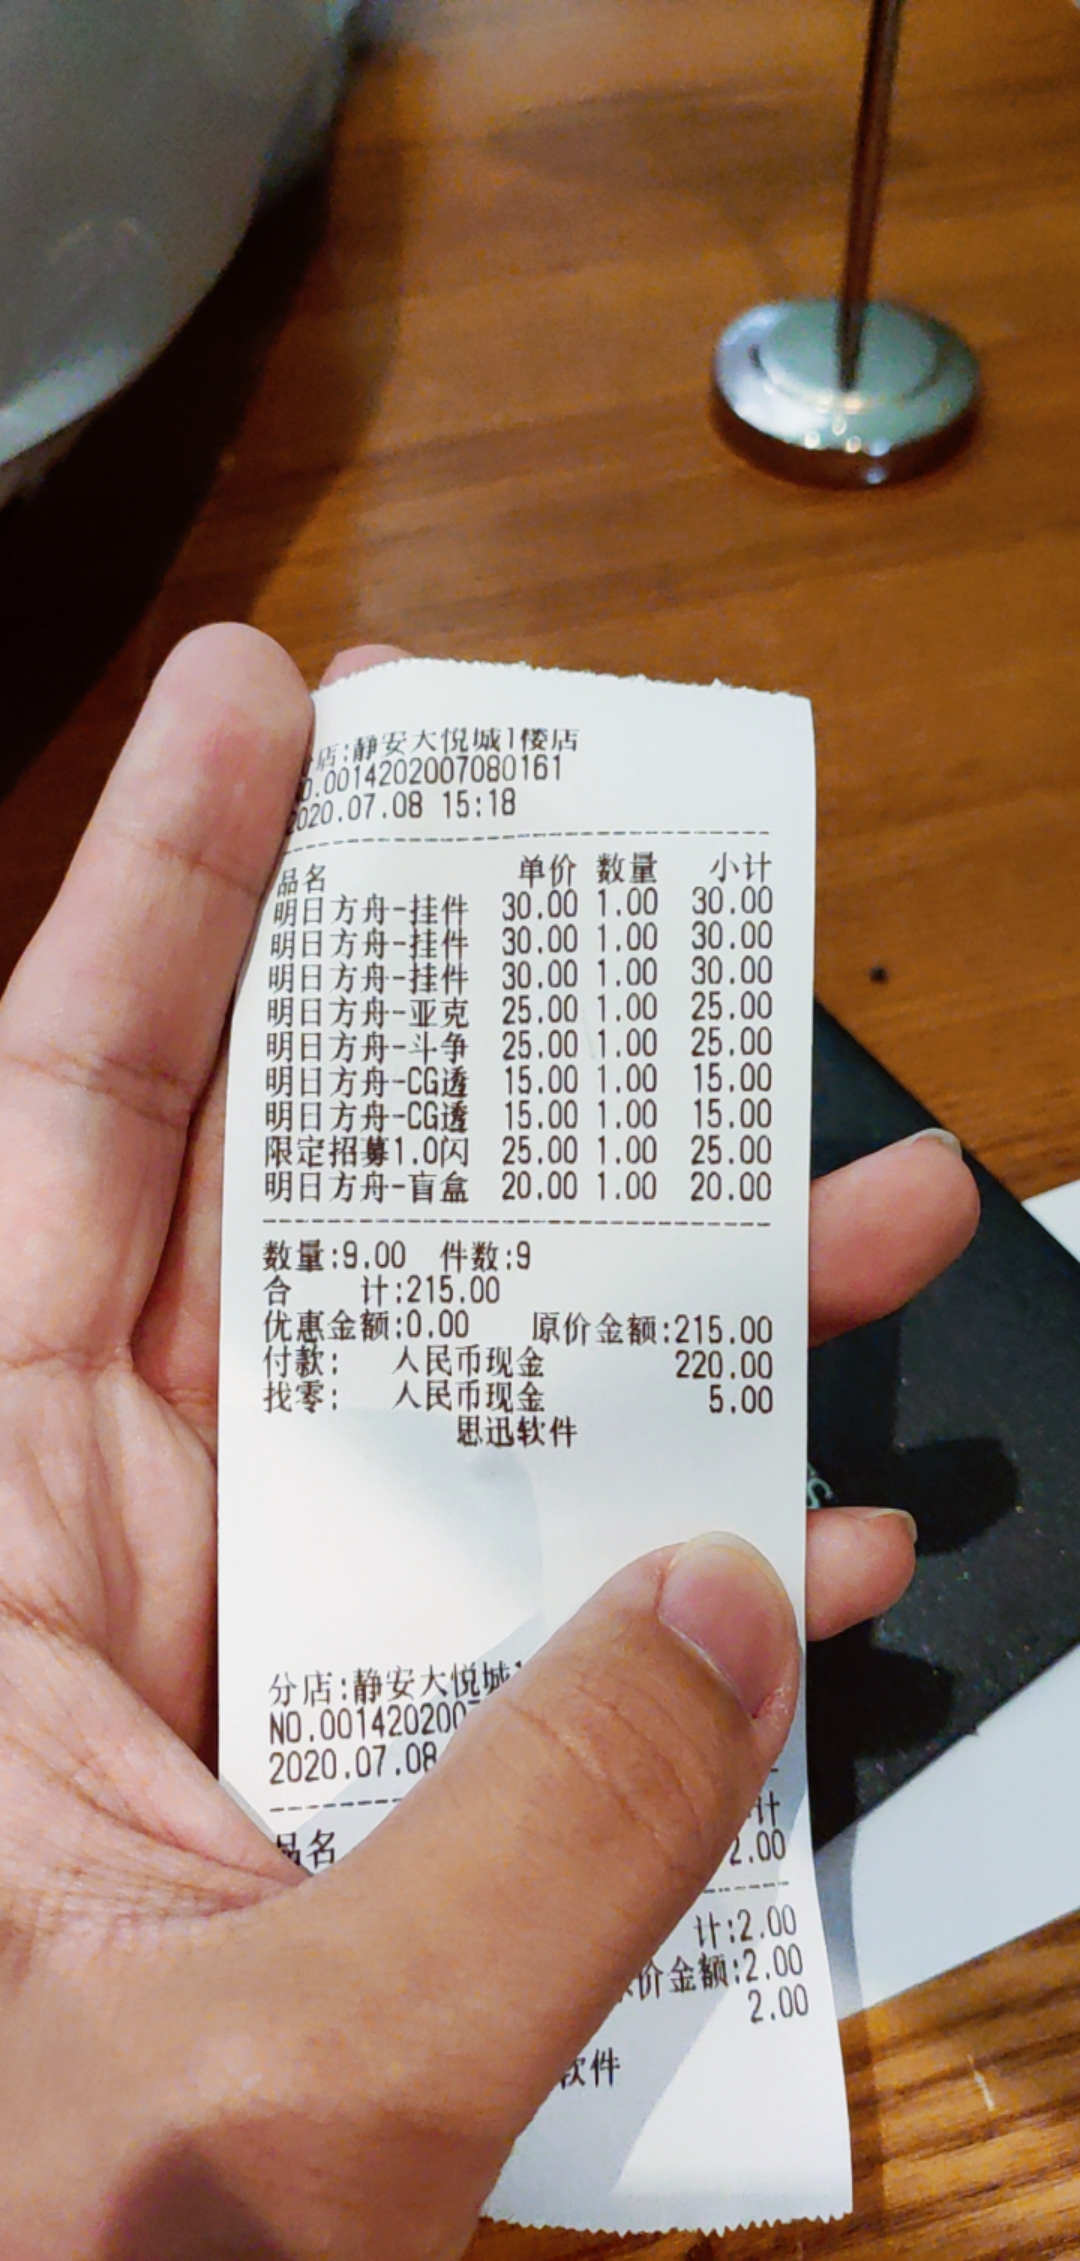 店:静安大悦城1楼店
0.0014202007080161
2020.07.08 15:18
品名 单价 数量 小计
明日方舟-挂件 30.00 1.00 30.00
明日方舟-挂件 30.00 1.00 30.00
明日方舟-挂件 30.00 1.00 30.00
明日方舟-亚克 25.00 1.00 25.00
明日方舟-斗争 25.00 1.00 25.00
明日方舟-CG透 15.00 1.00 15.00
明日方舟-CG透 15.00 1.00 15.00
限定招募1.0闪 25.00 1.00 25.00
明日方舟-盲盒 20.00 1.00 20.00
数量:9.00 件数:9
合 计:215.00
优惠金额:0.00 原价金额:215.00
付款: 人民币现金 220.00
找零: 人民币现金 5.00
思迅软件
分店:静安大悦城
NO.001420200
2020.07.08
品名 计
2.00
计:2.00
价金额:2.00
2.00
软件